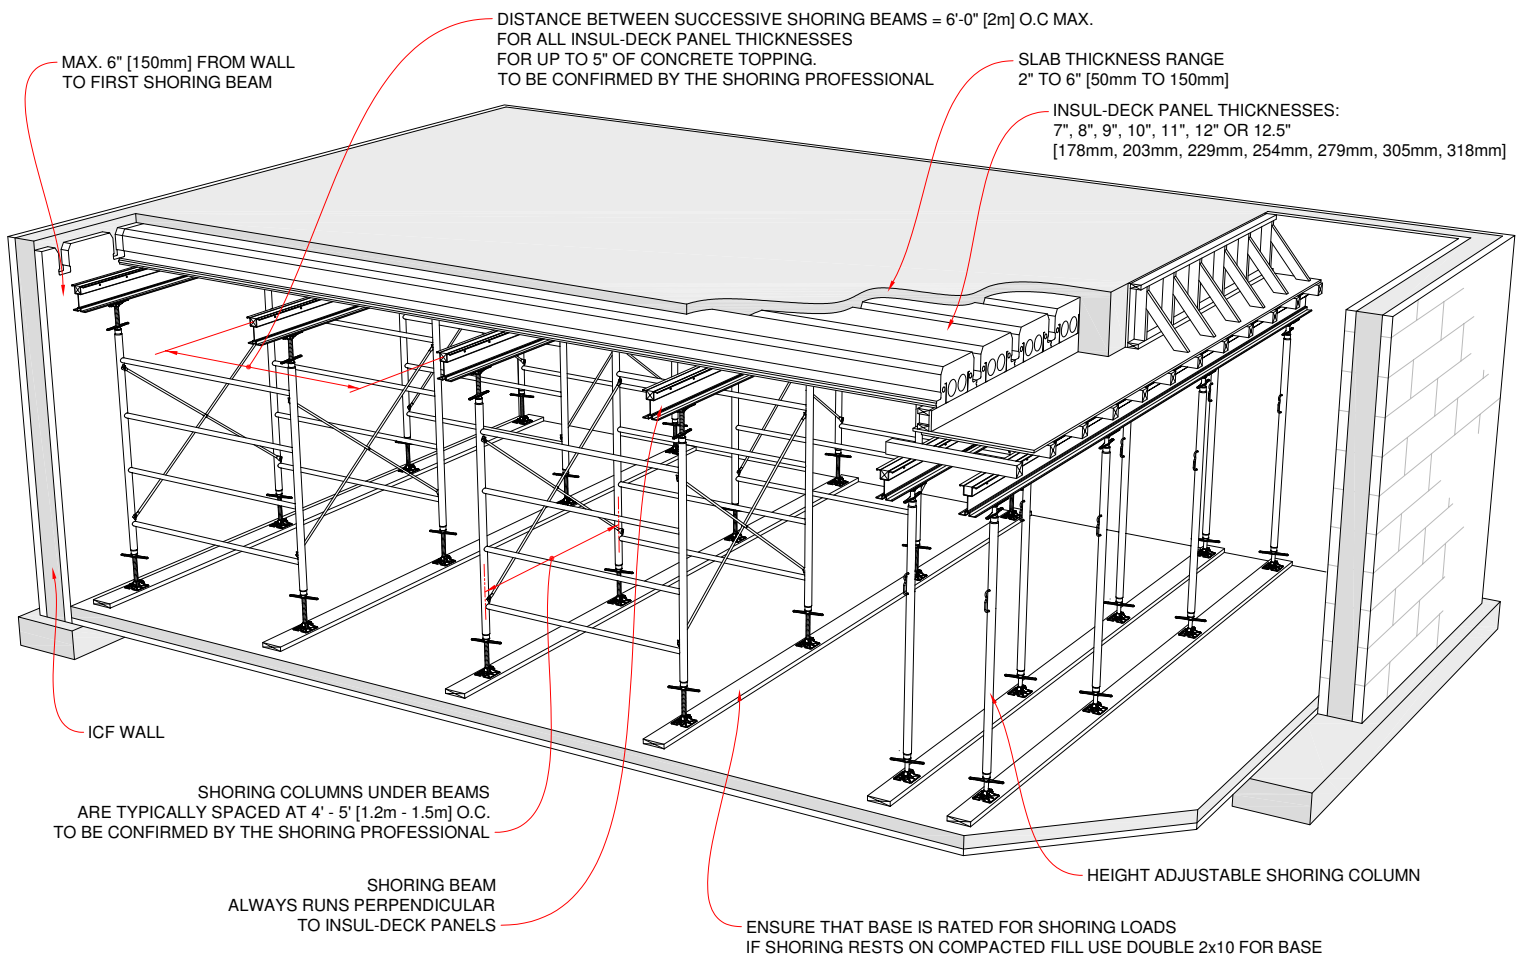 DISTANCE BETWEEN SUCCESSIVE SHORING BEAMS = 6'-0" [2m] O.C MAX.
FOR ALL INSUL-DECK PANEL THICKNESSES
FOR UP TO 5" OF CONCRETE TOPPING.
TO BE CONFIRMED BY THE SHORING PROFESSIONAL
MAX. 6" [150mm] FROM WALL
TO FIRST SHORING BEAM
SLAB THICKNESS RANGE
2" TO 6" [50mm TO 150mm]
INSUL-DECK PANEL THICKNESSES:
7", 8", 9", 10", 11", 12" OR 12.5"
[178mm, 203mm, 229mm, 254mm, 279mm, 305mm, 318mm]
ICF WALL
SHORING COLUMNS UNDER BEAMS
ARE TYPICALLY SPACED AT 4' - 5' [1.2m - 1.5m] O.C.
TO BE CONFIRMED BY THE SHORING PROFESSIONAL
SHORING BEAM
ALWAYS RUNS PERPENDICULAR
TO INSUL-DECK PANELS
HEIGHT ADJUSTABLE SHORING COLUMN
ENSURE THAT BASE IS RATED FOR SHORING LOADS
IF SHORING RESTS ON COMPACTED FILL USE DOUBLE 2x10 FOR BASE